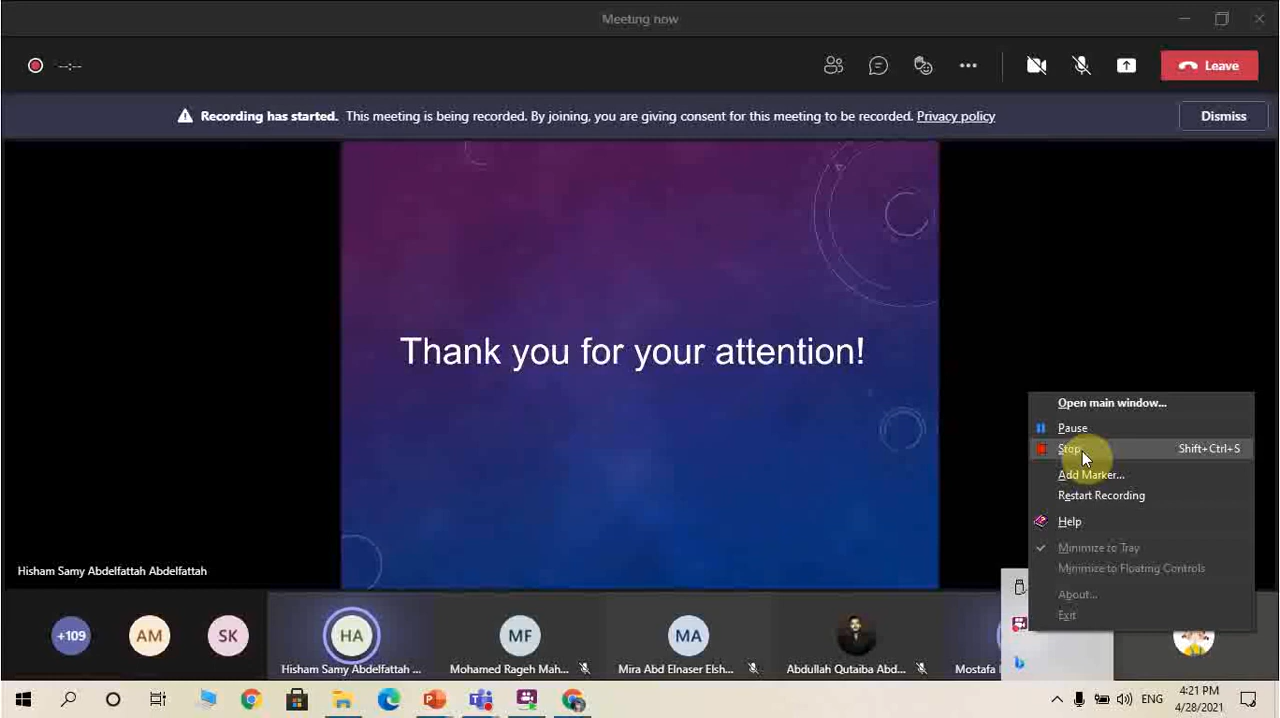 Meeting now
--:--
Leave
Recording has started. This meeting is being recorded. By joining, you are giving consent for this meeting to be recorded. Privacy policy
Dismiss
Thank you for your attention!
Open main window...
Pause
Stop Shift+Ctrl+S
Add Marker...
Restart Recording
Help
Minimize to Tray
Minimize to Floating Controls
About...
Exit
Hisham Samy Abdelfattah Abdelfattah
+109
AM
SK
HA
MF
MA
Hisham Samy Abdelfattah ...
Mohamed Rageh Mah...
Mira Abd Elnaser Elsh...
Abdullah Qutaiba Abd...
Mostafa
ENG
4:21 PM
4/28/2021